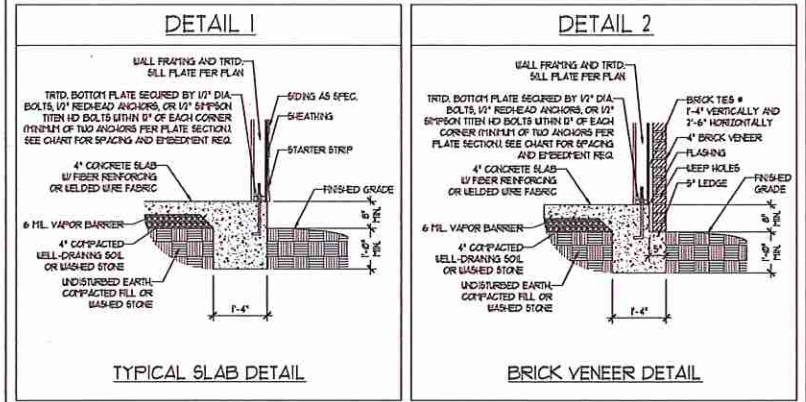 DETAIL 1
WALL FRAMING AND TRTD.
SILL PLATE PER PLAN
TRTD. BOTTOM PLATE SECURED BY 1/2" DIA.
BOLTS, 1/2" REDHEAD ANCHORS, OR 1/2" SIMPSON
TITEN HD BOLTS WITHIN 12" OF EACH CORNER
(MINIMUM OF TWO ANCHORS PER PLATE SECTION).
SEE CHART FOR SPACING AND EMBEDMENT REQ.
4" CONCRETE SLAB
W/ FIBER REINFORCING
OR WELDED WIRE FABRIC
6 MIL. VAPOR BARRIER
4" COMPACTED
WELL-DRAINING SOIL
OR WASHED STONE
UNDISTURBED EARTH,
COMPACTED FILL OR
WASHED STONE
SIDING AS SPEC.
SHEATHING
STARTER STRIP
FINISHED GRADE
8"
MIN.
MIN.
1'-4"
TYPICAL SLAB DETAIL
DETAIL 2
WALL FRAMING AND TRTD.
SILL PLATE PER PLAN
TRTD. BOTTOM PLATE SECURED BY 1/2" DIA.
BOLTS, 1/2" REDHEAD ANCHORS, OR 1/2"
SIMPSON TITEN HD BOLTS WITHIN 12" OF EACH
CORNER (MINIMUM OF TWO ANCHORS PER
PLATE SECTION). SEE CHART FOR SPACING
AND EMBEDMENT REQ.
4" CONCRETE SLAB
W/ FIBER REINFORCING
OR WELDED WIRE FABRIC
6 MIL. VAPOR BARRIER
4" COMPACTED
WELL-DRAINING SOIL
OR WASHED STONE
UNDISTURBED EARTH,
COMPACTED FILL OR
WASHED STONE
BRICK TIES @
1'-4" VERTICALLY AND
2'-6" HORIZONTALLY
4" BRICK VENEER
FLASHING
WEEP HOLES
5" LEDGE
FINISHED
GRADE
8"
MIN.
MIN.
5"
1'-4"
BRICK VENEER DETAIL